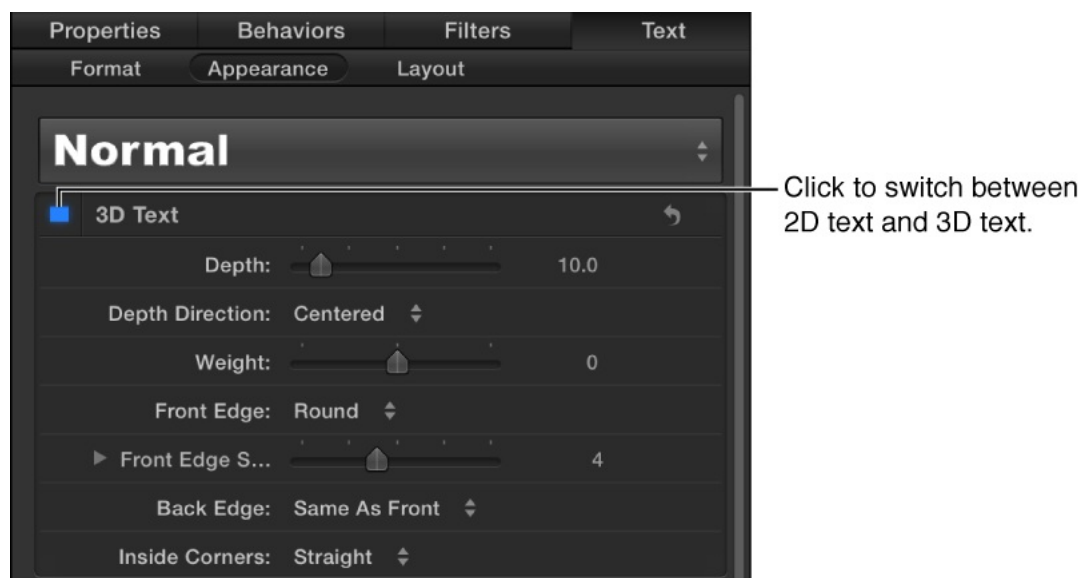 Properties Behaviors Filters Text
Format Appearance Layout
Normal
Click to switch between
2D text and 3D text.
3D Text
Depth: 10.0
Depth Direction: Centered
Weight: 0
Front Edge: Round
Front Edge S... 4
Back Edge: Same As Front
Inside Corners: Straight